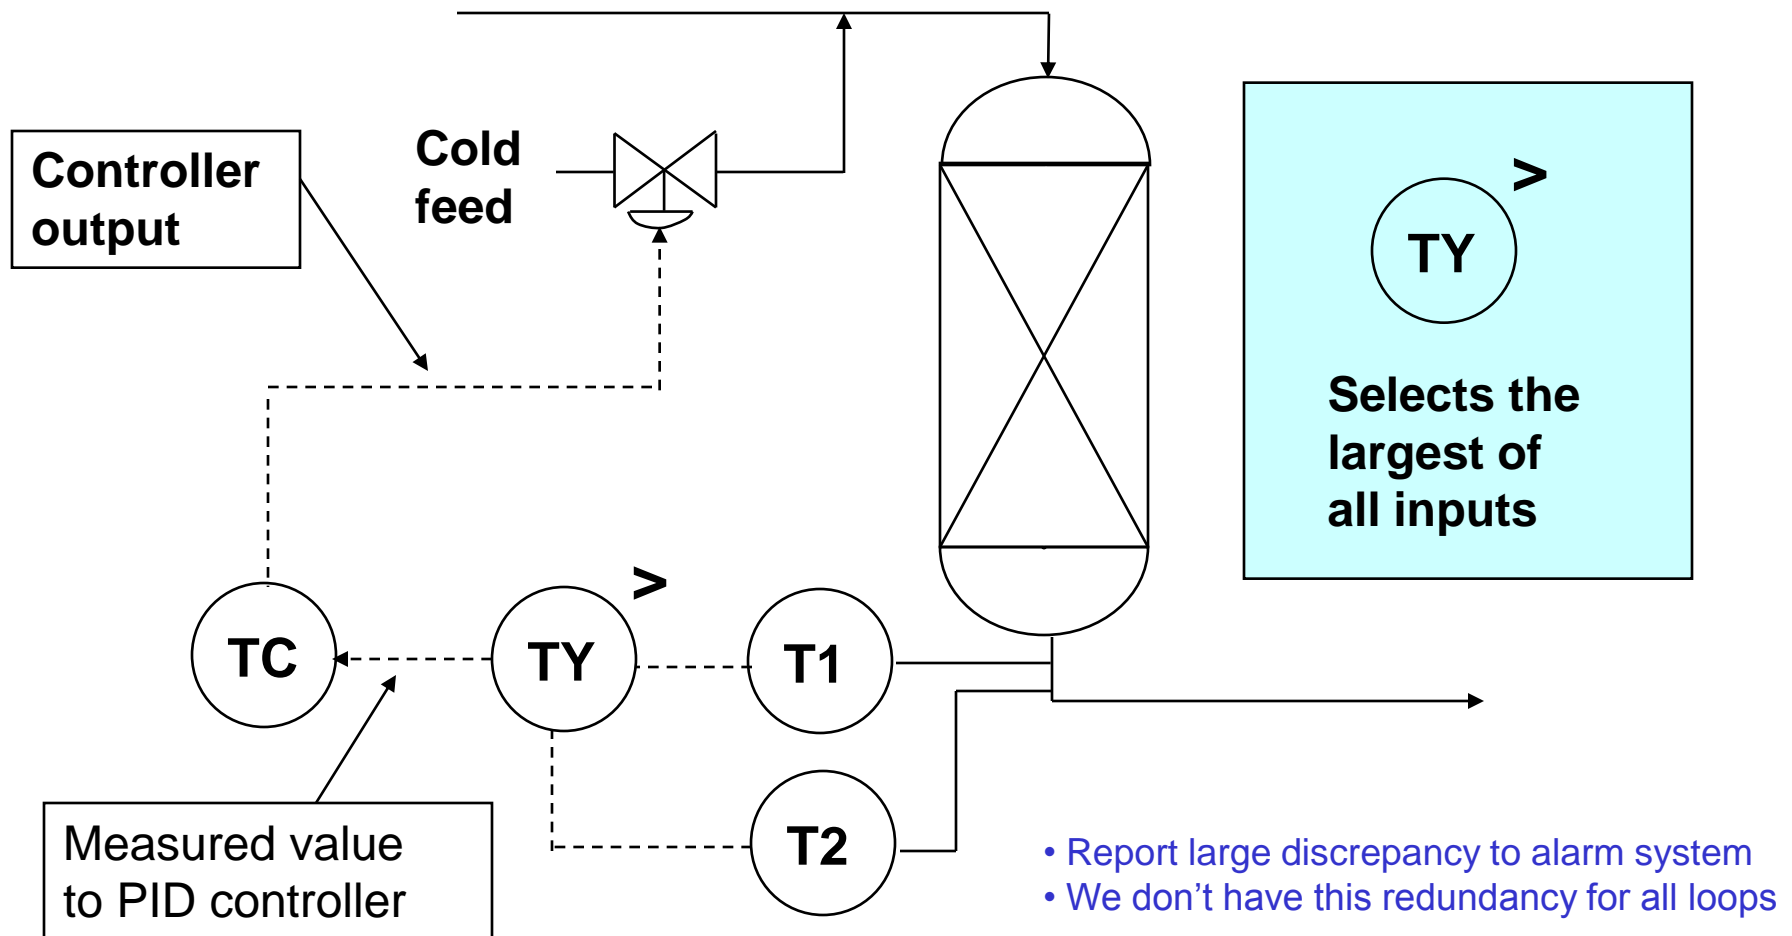 Controller
output
Cold
feed
>
TY
Selects the
largest of
all inputs
TC
TY
>
T1
T2
Measured value
to PID controller
• Report large discrepancy to alarm system
• We don’t have this redundancy for all loops